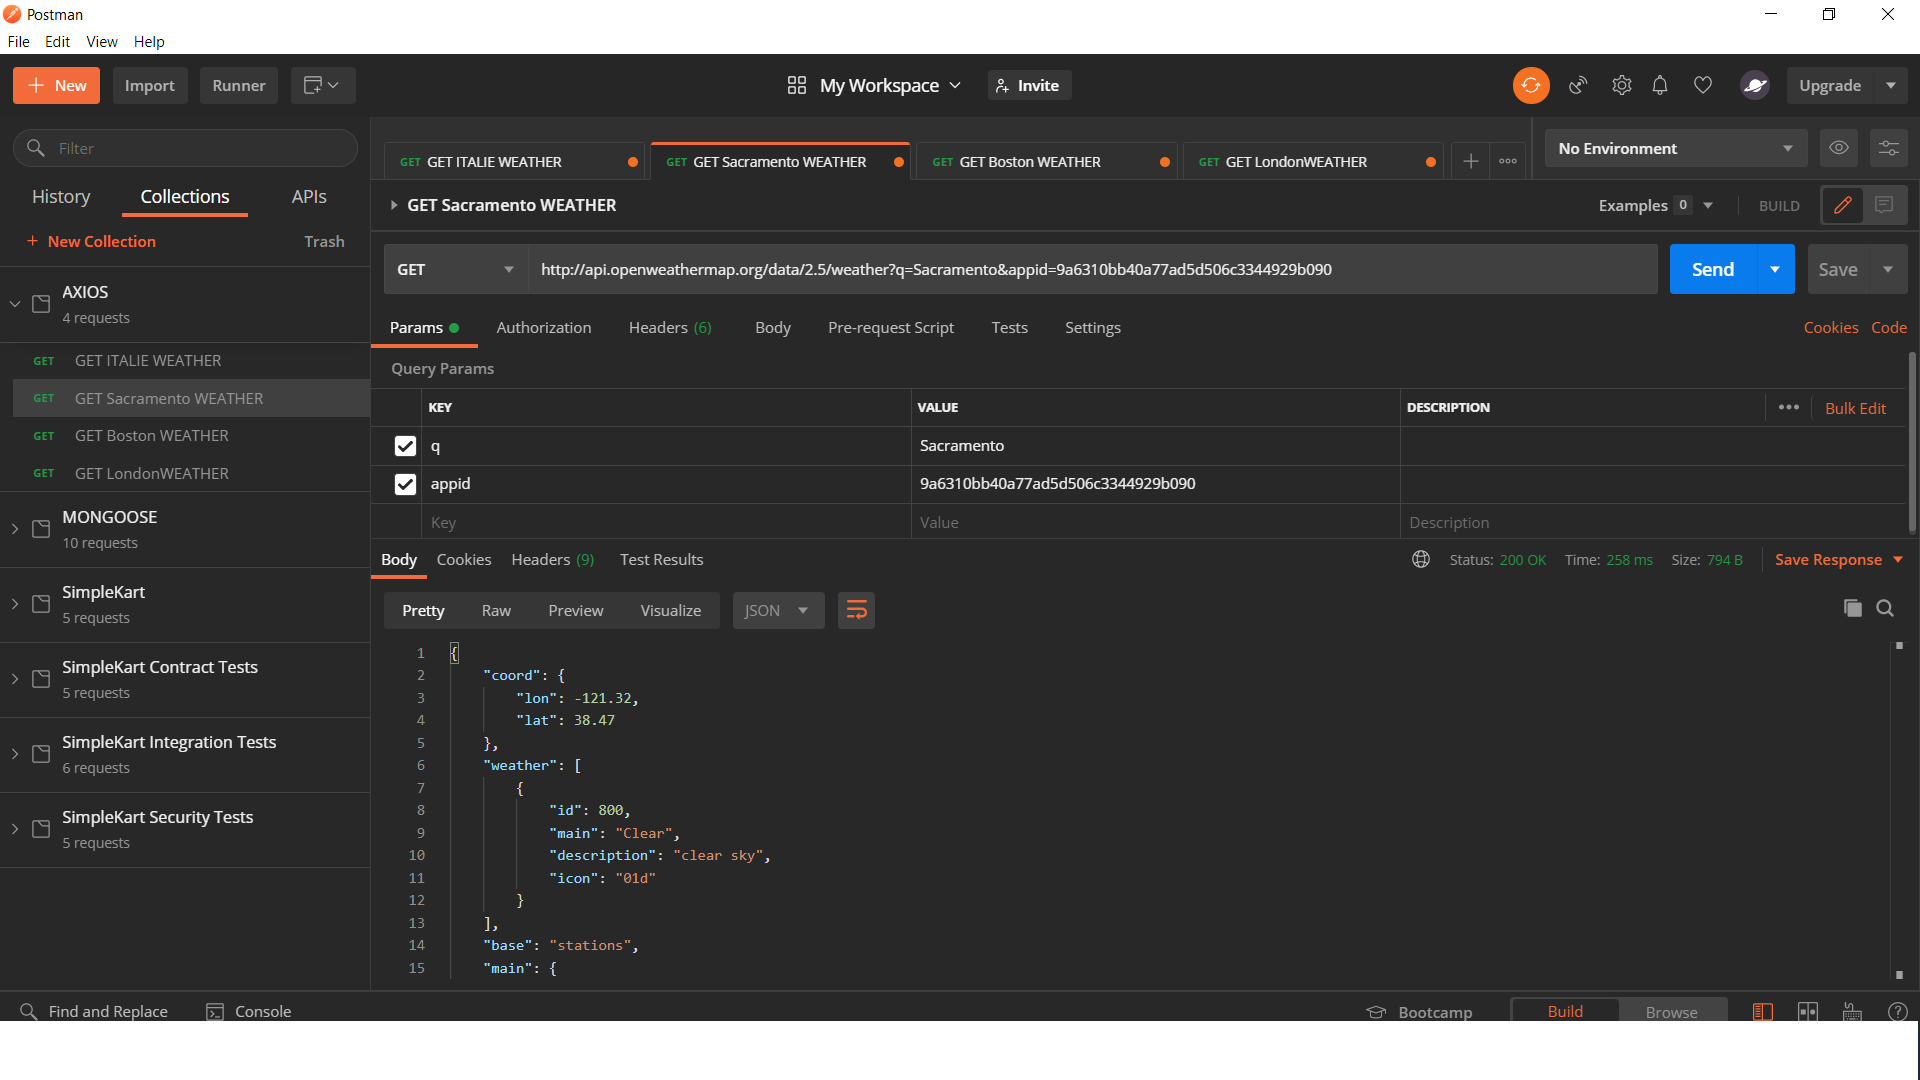 Postman
File Edit View Help
+ New Import Runner My Workspace Invite Upgrade
Filter
History Collections APIs
+ New Collection Trash
AXIOS
4 requests
GET GET ITALIE WEATHER
GET GET Sacramento WEATHER
GET GET Boston WEATHER
GET GET LondonWEATHER
MONGOOSE
10 requests
SimpleKart
5 requests
SimpleKart Contract Tests
5 requests
SimpleKart Integration Tests
6 requests
SimpleKart Security Tests
5 requests
GET GET ITALIE WEATHER GET GET Sacramento WEATHER GET GET Boston WEATHER GET GET LondonWEATHER No Environment
GET Sacramento WEATHER Examples 0 BUILD
GET http://api.openweathermap.org/data/2.5/weather?q=Sacramento&appid=9a6310bb40a77ad5d506c3344929b090 Send Save
Params Authorization Headers (6) Body Pre-request Script Tests Settings Cookies Code
Query Params
KEY VALUE DESCRIPTION Bulk Edit
q Sacramento
appid 9a6310bb40a77ad5d506c3344929b090
Key Value Description
Body Cookies Headers (9) Test Results Status: 200 OK Time: 258 ms Size: 794 B Save Response
Pretty Raw Preview Visualize JSON
1 {
2 "coord": {
3 "lon": -121.32,
4 "lat": 38.47
5 },
6 "weather": [
7 {
8 "id": 800,
9 "main": "Clear",
10 "description": "clear sky",
11 "icon": "01d"
12 }
13 ],
14 "base": "stations",
15 "main": {
Find and Replace Console Bootcamp Build Browse